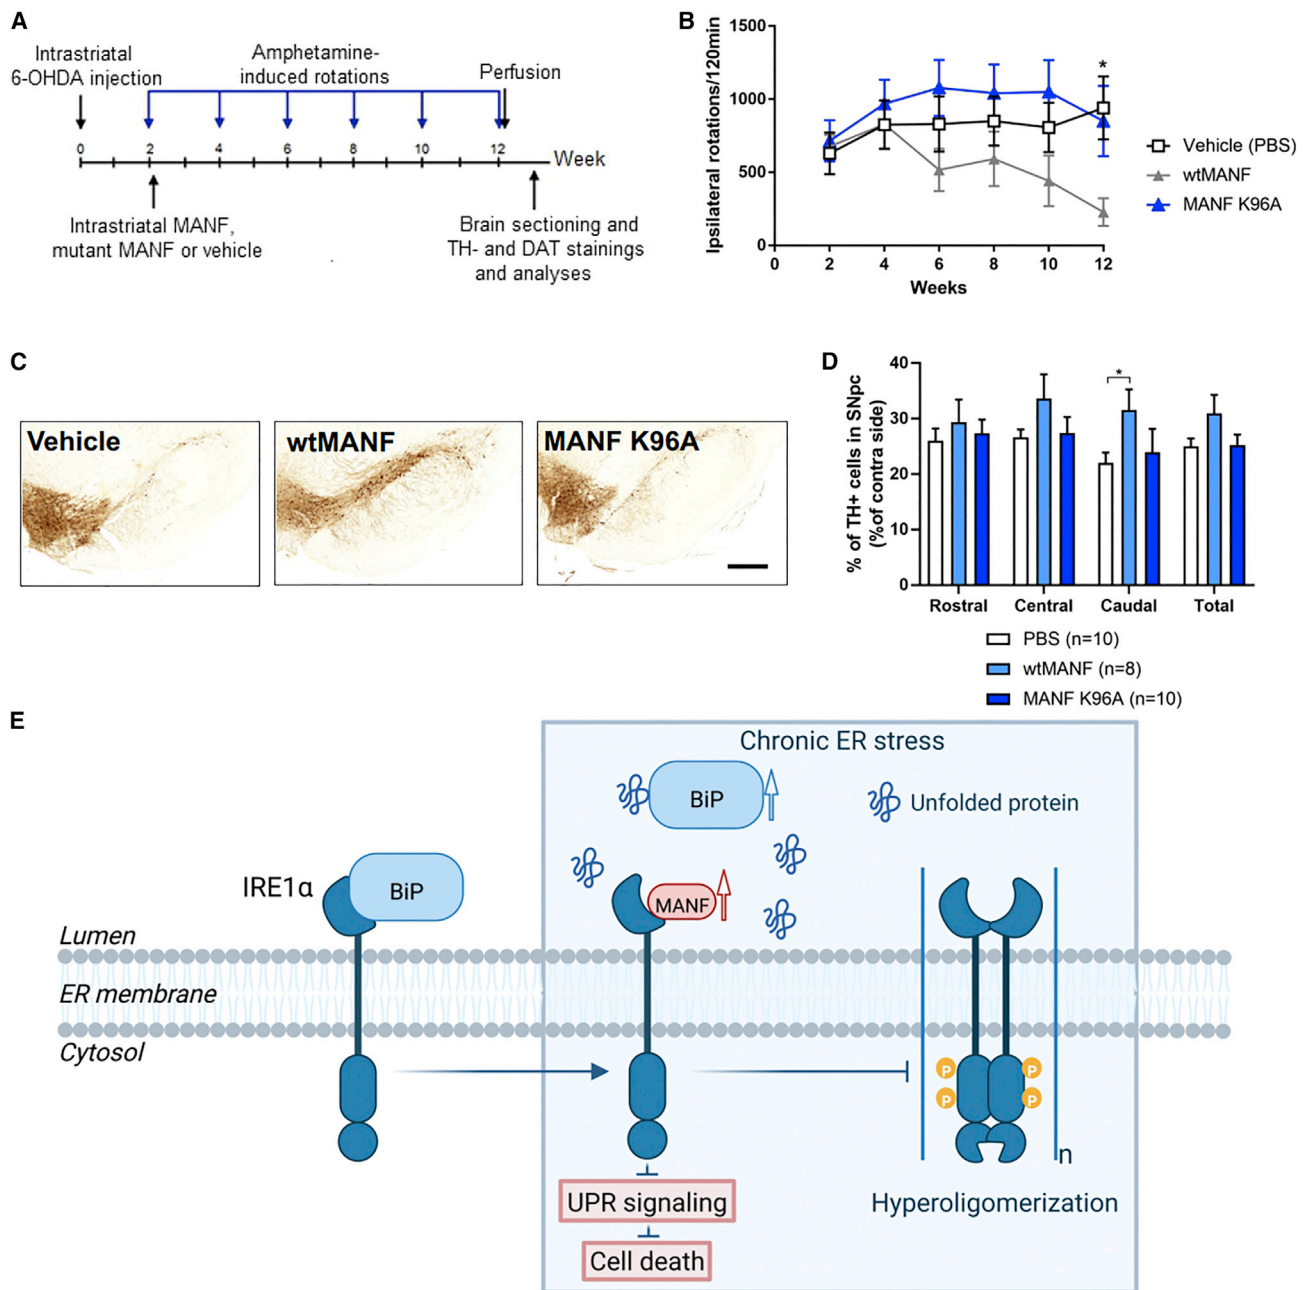 A
Intrastriatal
6-OHDA injection
Amphetamine-
induced rotations
Perfusion
0
2
4
6
8
10
12
Week
Intrastriatal MANF,
mutant MANF or vehicle
Brain sectioning and
TH- and DAT stainings
and analyses
B
Ipsilateral rotations/120min
1500
1000
500
0
*
0
2
4
6
8
10
12
Weeks
Vehicle (PBS)
wtMANF
MANF K96A
C
Vehicle
wtMANF
MANF K96A
D
% of TH+ cells in SNpc
(%of contra side)
40
30
20
10
0
*
Rostral
Central
Caudal
Total
PBS (n=10)
wtMANF (n=8)
MANF K96A (n=10)
E
Chronic ER stress
BiP
Unfolded protein
IRE1α
BiP
MANF
Lumen
ER membrane
Cytosol
P
P
P
P
n
UPR signaling
Hyperoligomerization
Cell death